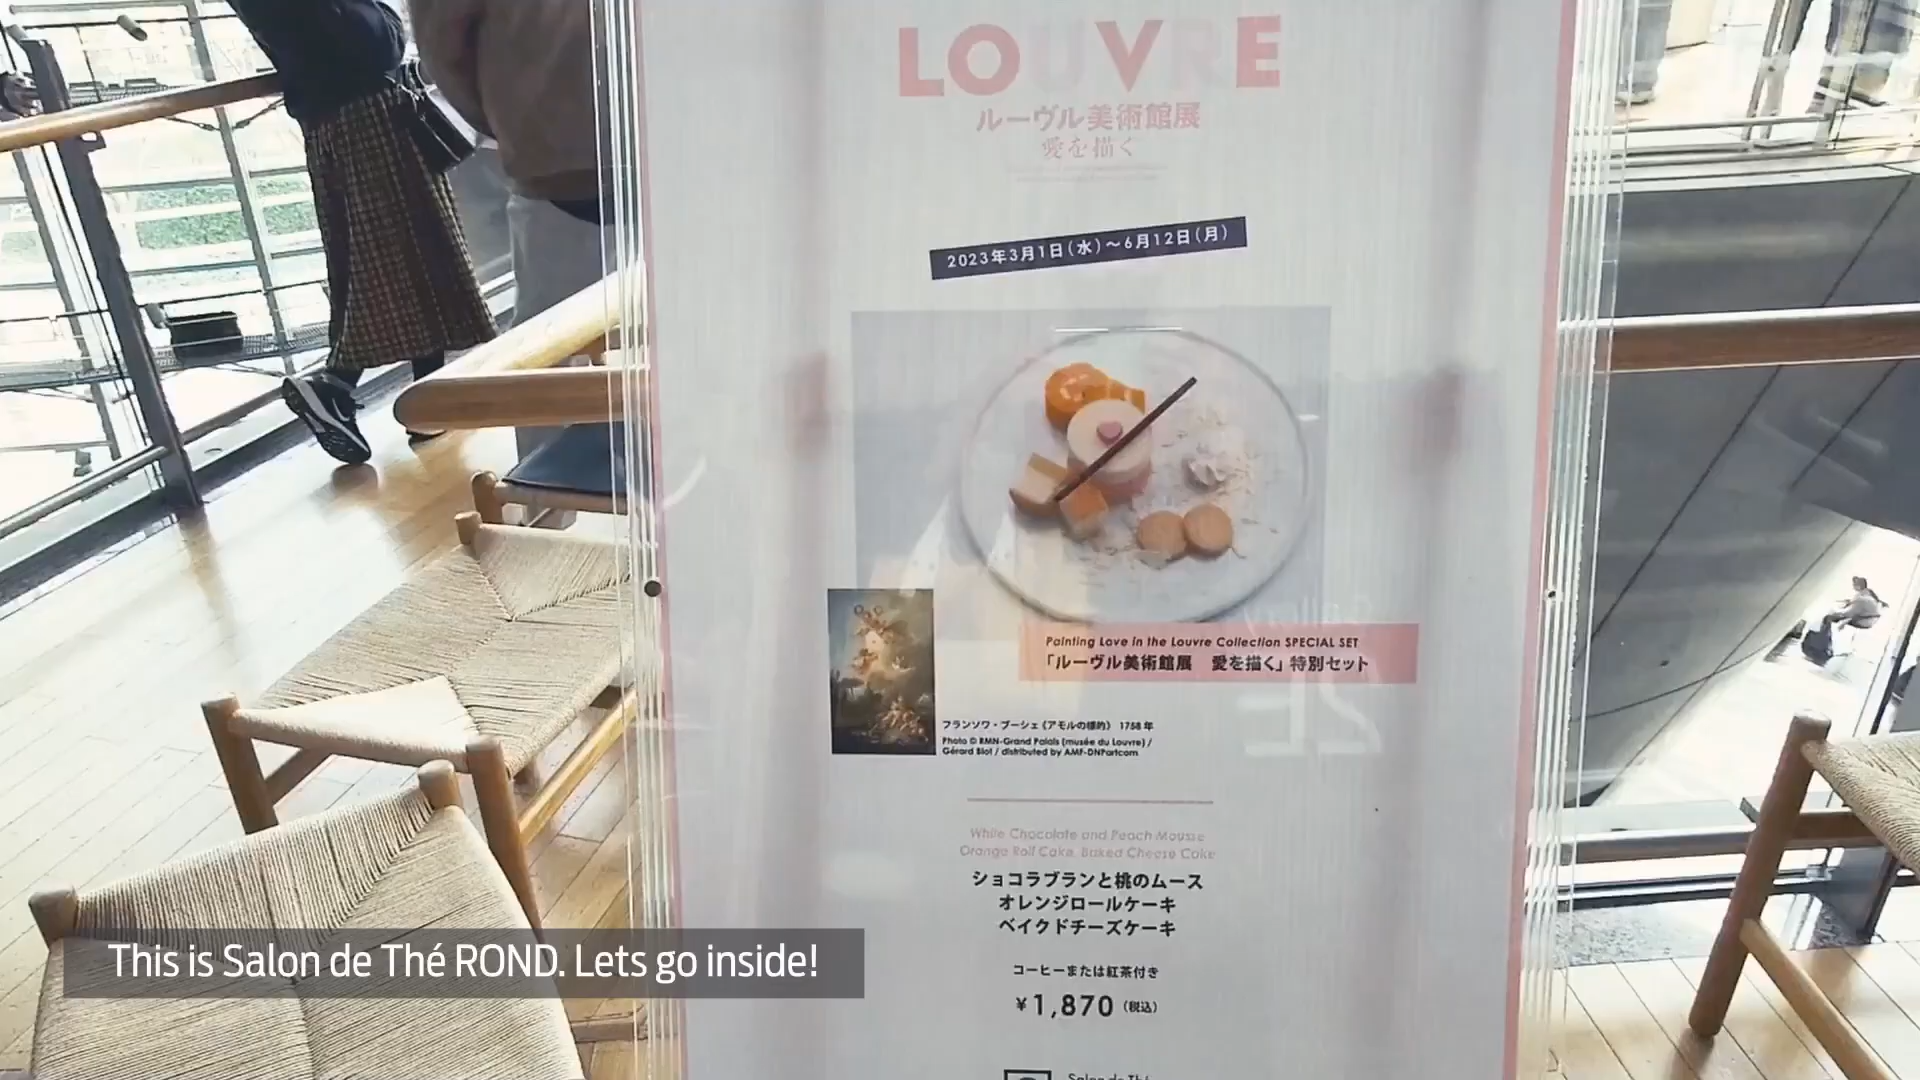 LOUVRE
ルーヴル美術館展
愛を描く
2023年3月1日(水)〜6月12日(月)
Painting Love in the Louvre Collection SPECIAL SET
「ルーヴル美術館展 愛を描く」特別セット
フランソワ・ブーシェ《アモルの標的》 1758 年
Photo © RMN-Grand Palais (musée du Louvre) /
Gérard Blot / distributed by AMF-DNPartcom
White Chocolate and Peach Mousse
Orange Roll Cake, Baked Cheese Cake
ショコラブランと桃のムース
オレンジロールケーキ
ベイクドチーズケーキ
コーヒーまたは紅茶付き
¥1,870(税込)
Salon de Thé
This is Salon de Thé ROND. Lets go inside!